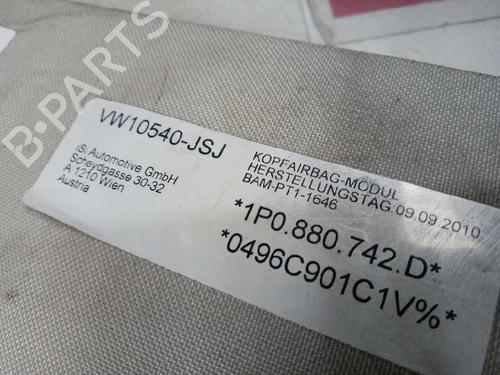 B-PARTS
VW10540-JSJ
iSi Automotive GmbH
Scheydgasse 30-32
A 1210 Wien
Austria
KOPFAIRBAG-MODUL
HERSTELLUNGSTAG.09.09.2010
BAM-PT1-1646
*1P0.880.742.D*
*0496C901C1V%*